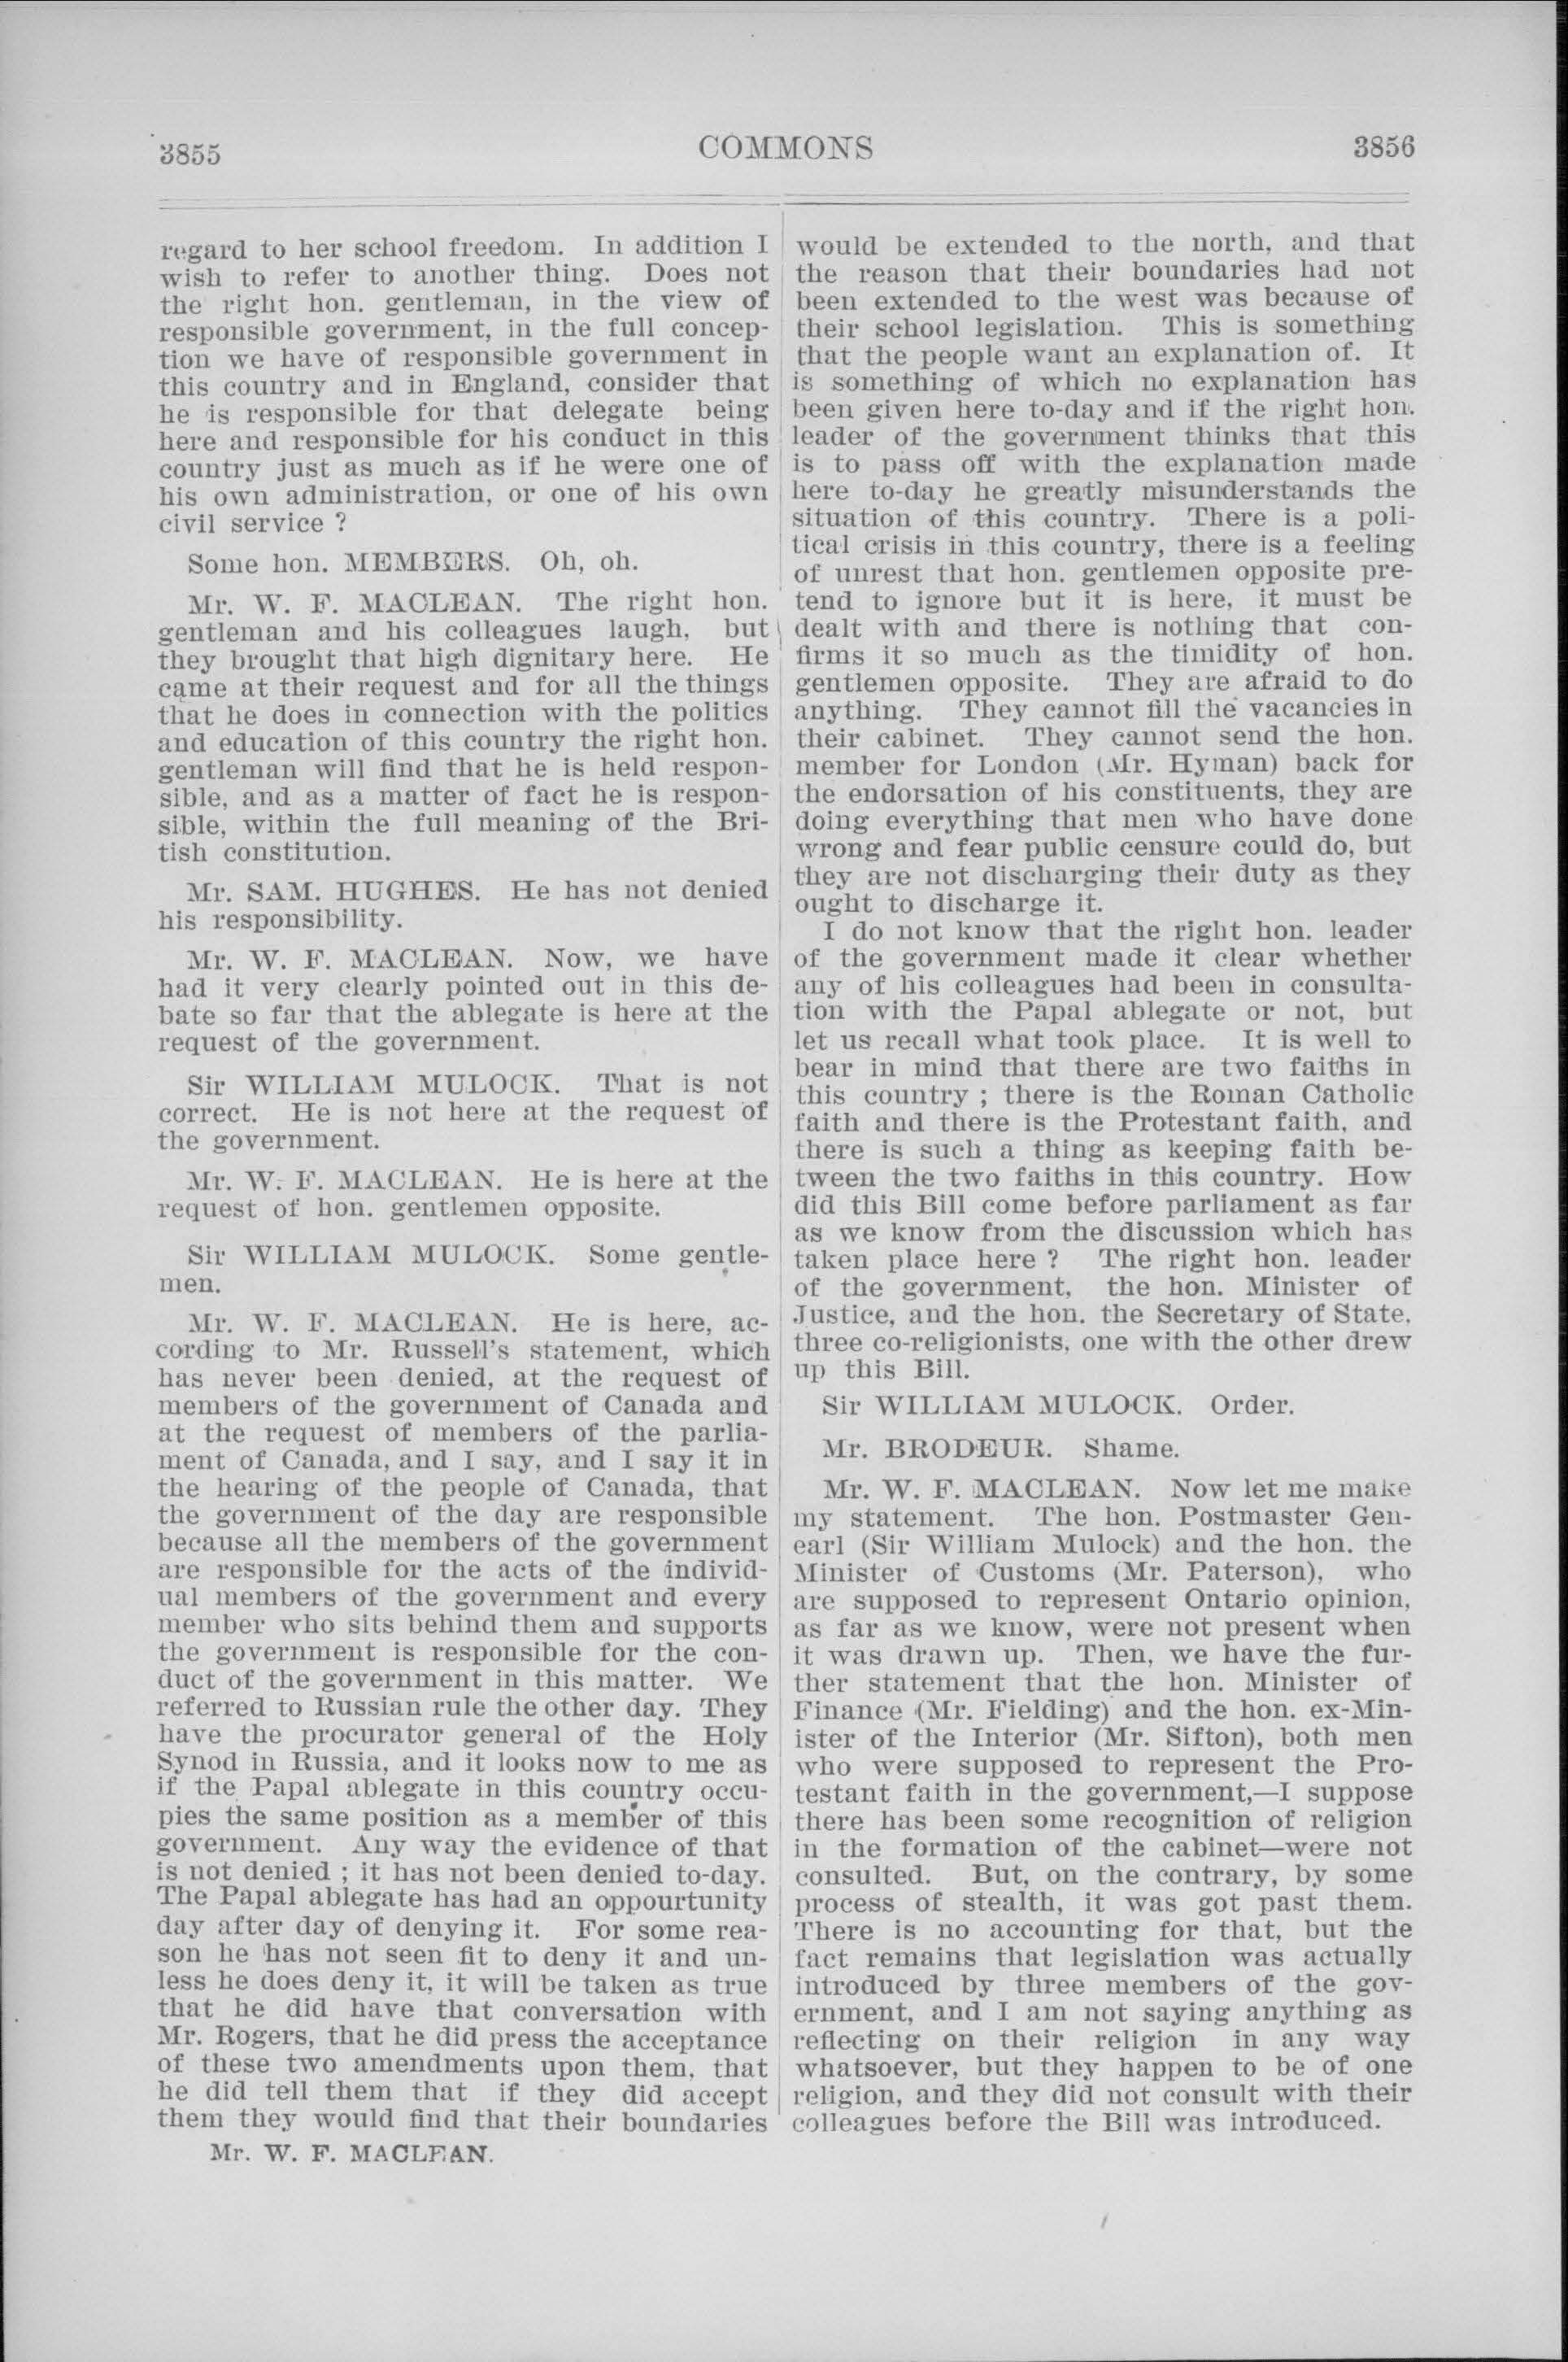 3855
COMMONS
3856
regard to her school freedom. In addition I
wish to refer to another thing. Does not
the right hon. gentleman, in the view of
responsible government, in the full concep-
tion we have of responsible government in
this country and in England, consider that
he is responsible for that delegate being
here and responsible for his conduct in this
country just as much as if he were one of
his own administration, or one of his own
civil service ?
Some hon. MEMBERS. Oh, oh.
Mr. W. F. MACLEAN. The right hon.
gentleman and his colleagues laugh, but
they brought that high dignitary here. He
came at their request and for all the things
that he does in connection with the politics
and education of this country the right hon.
gentleman will find that he is held respon-
sible, and as a matter of fact he is respon-
sible, within the full meaning of the Bri-
tish constitution.
Mr. SAM. HUGHES. He has not denied
his responsibility.
Mr. W. F. MACLEAN. Now, we have
had it very clearly pointed out in this de-
bate so far that the ablegate is here at the
request of the government.
Sir WILLIAM MULOCK. That is not
correct. He is not here at the request of
the government.
Mr. W. F. MACLEAN. He is here at the
request of hon. gentlemen opposite.
Sir WILLIAM MULOCK. Some gentle-
men.
Mr. W. F. MACLEAN. He is here, ac-
cording to Mr. Russell's statement, which
has never been denied, at the request of
members of the government of Canada and
at the request of members of the parlia-
ment of Canada, and I say, and I say it in
the hearing of the people of Canada, that
the government of the day are responsible
because all the members of the government
are responsible for the acts of the individ-
ual members of the government and every
member who sits behind them and supports
the government is responsible for the con-
duct of the government in this matter. We
referred to Russian rule the other day. They
have the procurator general of the Holy
Synod in Russia, and it looks now to me as
if the Papal ablegate in this country occu-
pies the same position as a member of this
government. Any way the evidence of that
is not denied ; it has not been denied to-day.
The Papal ablegate has had an oppourtunity
day after day of denying it. For some rea-
son he has not seen fit to deny it and un-
less he does deny it, it will be taken as true
that he did have that conversation with
Mr. Rogers, that he did press the acceptance
of these two amendments upon them, that
he did tell them that if they did accept
them they would find that their boundaries
Mr. W. F. MACLEAN.
would be extended to the north, and that
the reason that their boundaries had not
been extended to the west was because of
their school legislation. This is something
that the people want an explanation of. It
is something of which no explanation has
been given here to-day and if the right hon.
leader of the government thinks that this
is to pass off with the explanation made
here to-day he greatly misunderstands the
situation of this country. There is a poli-
tical crisis in this country, there is a feeling
of unrest that hon. gentlemen opposite pre-
tend to ignore but it is here, it must be
dealt with and there is nothing that con-
firms it so much as the timidity of hon.
gentlemen opposite. They are afraid to do
anything. They cannot fill the vacancies in
their cabinet. They cannot send the hon.
member for London (Mr. Hyman) back for
the endorsation of his constituents, they are
doing everything that men who have done
wrong and fear public censure could do, but
they are not discharging their duty as they
ought to discharge it.
I do not know that the right hon. leader
of the government made it clear whether
any of his colleagues had been in consulta-
tion with the Papal ablegate or not, but
let us recall what took place. It is well to
bear in mind that there are two faiths in
this country ; there is the Roman Catholic
faith and there is the Protestant faith, and
there is such a thing as keeping faith be-
tween the two faiths in this country. How
did this Bill come before parliament as far
as we know from the discussion which has
taken place here ? The right hon. leader
of the government, the hon. Minister of
Justice, and the hon. the Secretary of State,
three co-religionists, one with the other drew
up this Bill.
Sir WILLIAM MULOCK. Order.
Mr. BRODEUR. Shame.
Mr. W. F. MACLEAN. Now let me make
my statement. The hon. Postmaster Gen-
earl (Sir William Mulock) and the hon. the
Minister of Customs (Mr. Paterson), who
are supposed to represent Ontario opinion,
as far as we know, were not present when
it was drawn up. Then, we have the fur-
ther statement that the hon. Minister of
Finance (Mr. Fielding) and the hon. ex-Min-
ister of the Interior (Mr. Sifton), both men
who were supposed to represent the Pro-
testant faith in the government,—I suppose
there has been some recognition of religion
in the formation of the cabinet—were not
consulted. But, on the contrary, by some
process of stealth, it was got past them.
There is no accounting for that, but the
fact remains that legislation was actually
introduced by three members of the gov-
ernment, and I am not saying anything as
reflecting on their religion in any way
whatsoever, but they happen to be of one
religion, and they did not consult with their
colleagues before the Bill was introduced.